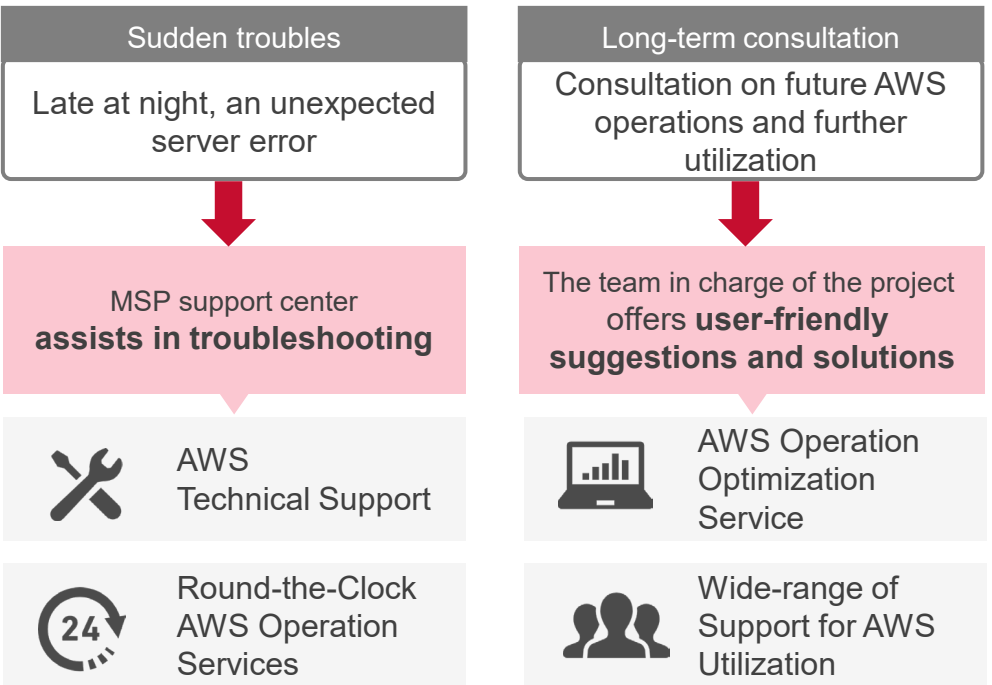 Sudden troubles
Late at night, an unexpected
server error
MSP support center
assists in troubleshooting
AWS
Technical Support
24
Round-the-Clock
AWS Operation
Services
Long-term consultation
Consultation on future AWS
operations and further
utilization
The team in charge of the project
offers user-friendly
suggestions and solutions
AWS Operation
Optimization
Service
Wide-range of
Support for AWS
Utilization